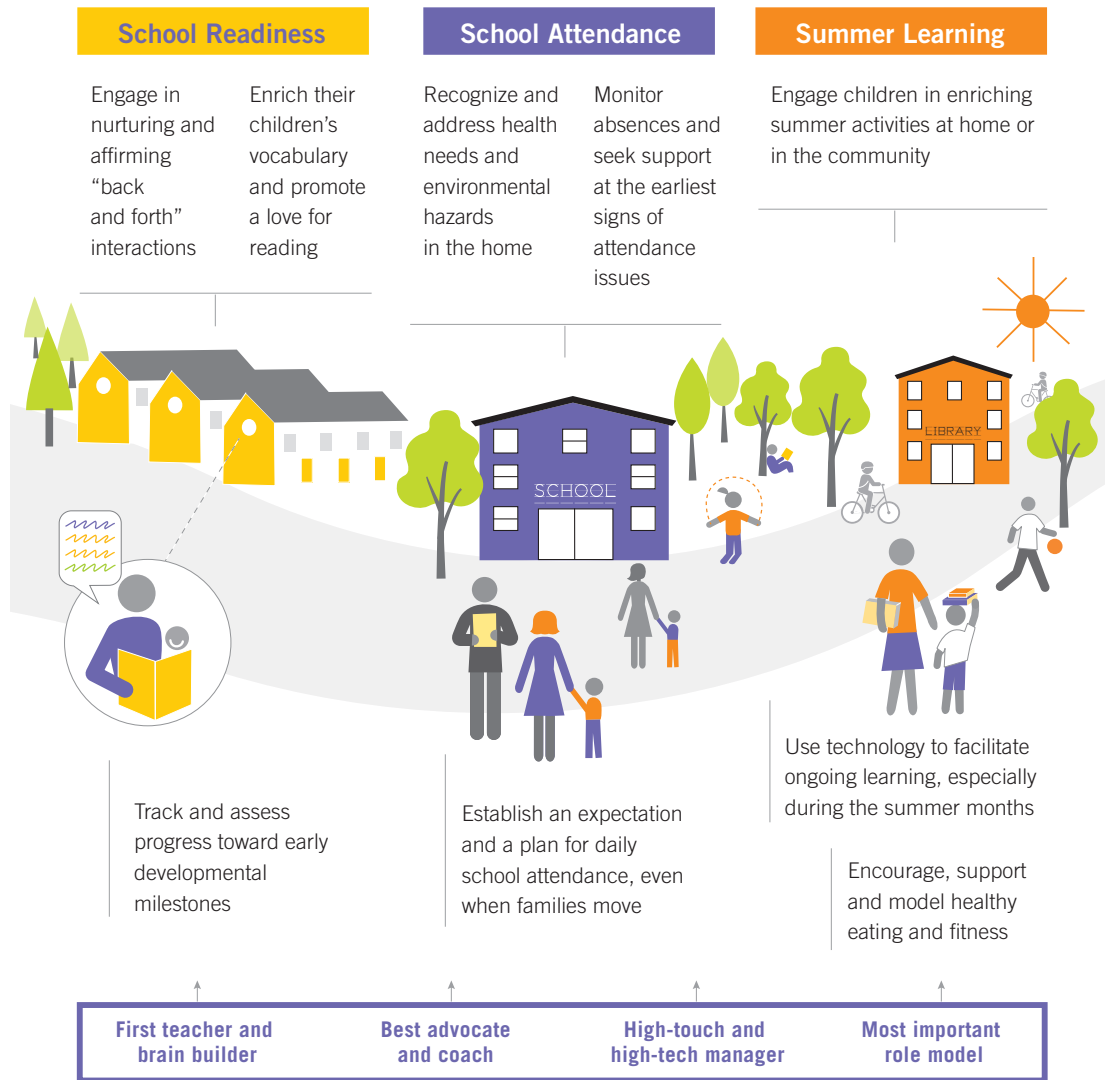 School Readiness
Engage in
nurturing and
affirming
“back
and forth”
interactions
Enrich their
children’s
vocabulary
and promote
a love for
reading
School Attendance
Recognize and
address health
needs and
environmental
hazards
in the home
Monitor
absences and
seek support
at the earliest
signs of
attendance
issues
Summer Learning
Engage children in enriching
summer activities at home or
in the community
SCHOOL
LIBRARY
Track and assess
progress toward early
developmental
milestones
Establish an expectation
and a plan for daily
school attendance, even
when families move
Use technology to facilitate
ongoing learning, especially
during the summer months
Encourage, support
and model healthy
eating and fitness
First teacher and
brain builder
Best advocate
and coach
High-touch and
high-tech manager
Most important
role model